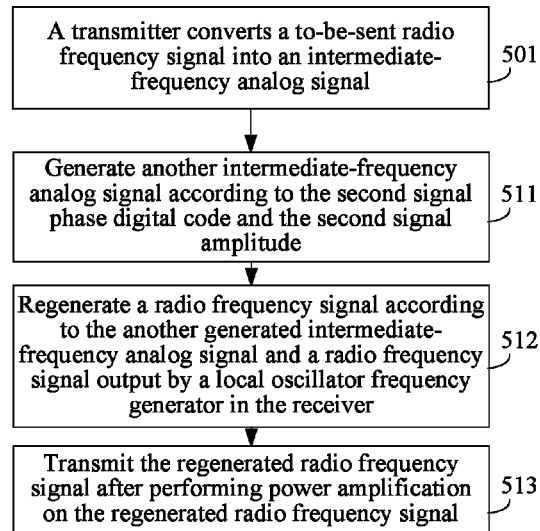 A transmitter converts a to-be-sent radio
frequency signal into an intermediate-
frequency analog signal
501
Generate another intermediate-frequency
analog signal according to the second signal
phase digital code and the second signal
amplitude
511
Regenerate a radio frequency signal according
to the another generated intermediate-
frequency analog signal and a radio frequency
signal output by a local oscillator frequency
generator in the receiver
512
Transmit the regenerated radio frequency
signal after performing power amplification
on the regenerated radio frequency signal
513